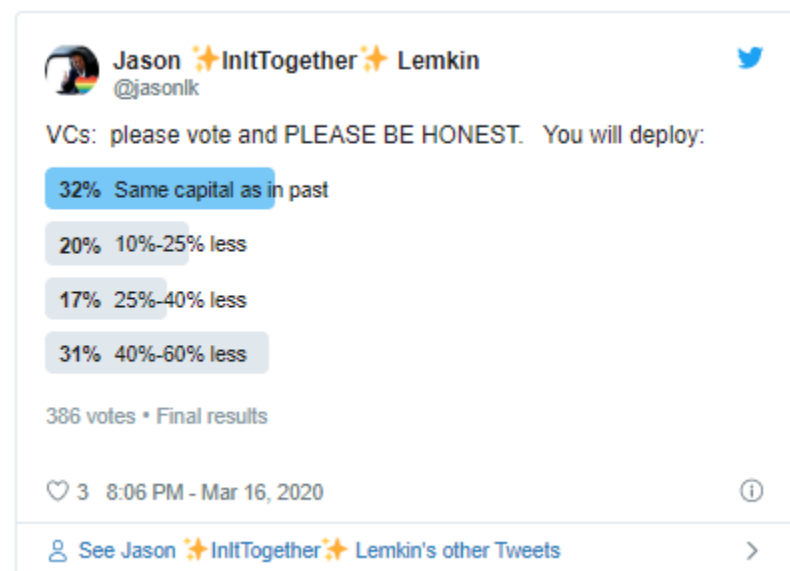 Jason ✨InItTogether✨ Lemkin
@jasonlk
VCs: please vote and PLEASE BE HONEST. You will deploy:
32% Same capital as in past
20% 10%-25% less
17% 25%-40% less
31% 40%-60% less
386 votes • Final results
3 8:06 PM - Mar 16, 2020
See Jason ✨InItTogether✨ Lemkin's other Tweets